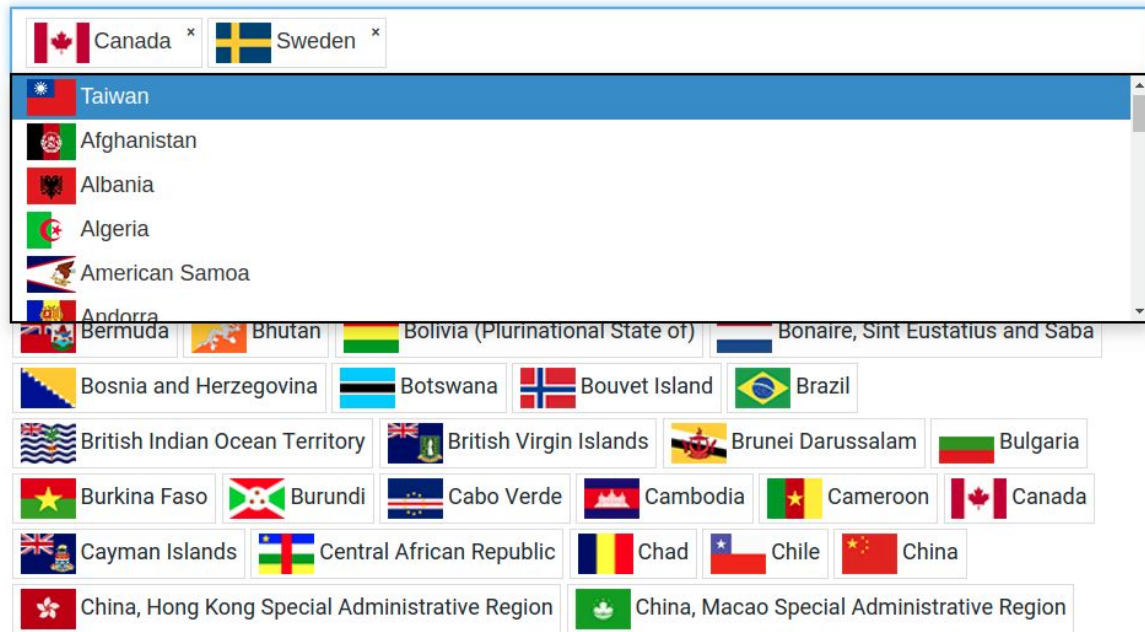 Canada × Sweden ×
Taiwan
Afghanistan
Albania
Algeria
American Samoa
Andorra
Bermuda Bhutan Bolivia (Plurinational State of) Bonaire, Sint Eustatius and Saba
Bosnia and Herzegovina Botswana Bouvet Island Brazil
British Indian Ocean Territory British Virgin Islands Brunei Darussalam Bulgaria
Burkina Faso Burundi Cabo Verde Cambodia Cameroon Canada
Cayman Islands Central African Republic Chad Chile China
China, Hong Kong Special Administrative Region China, Macao Special Administrative Region